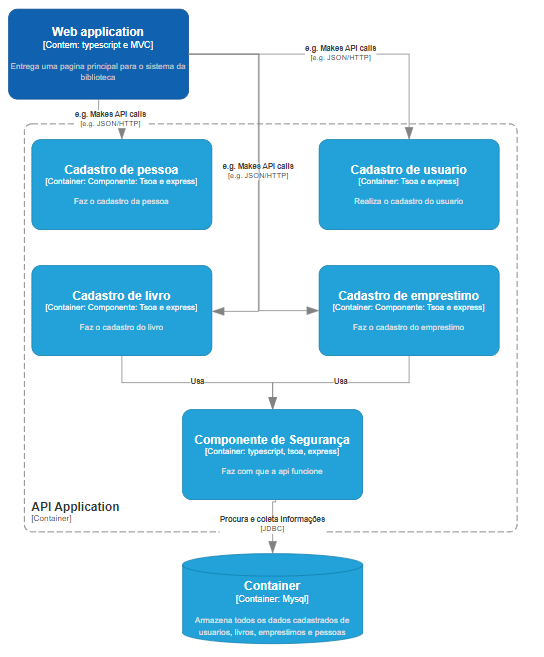 Web application
[Contem: typescript e MVC]
Entrega uma pagina principal para o sistema da
biblioteca
e.g. Makes API calls
[e.g. JSON/HTTP]
e.g. Makes API calls
[e.g. JSON/HTTP]
Cadastro de pessoa
[Container: Componente: Tsoa e express]
Faz o cadastro da pessoa
e.g. Makes API calls
[e.g. JSON/HTTP]
Cadastro de usuario
[Container: Tsoa e express]
Realiza o cadastro do usuario
Cadastro de livro
[Container: Componente: Tsoa e express]
Faz o cadastro do livro
Cadastro de emprestimo
[Container: Componente: Tsoa e express]
Faz o cadastro do emprestimo
Usa
Usa
Componente de Segurança
[Container: typescript, tsoa, express]
Faz com que a api funcione
API Application
[Container]
Procura e coleta informações
[JDBC]
Container
[Container: Mysql]
Armazena todos os dados cadastrados de
usuarios, livros, emprestimos e pessoas